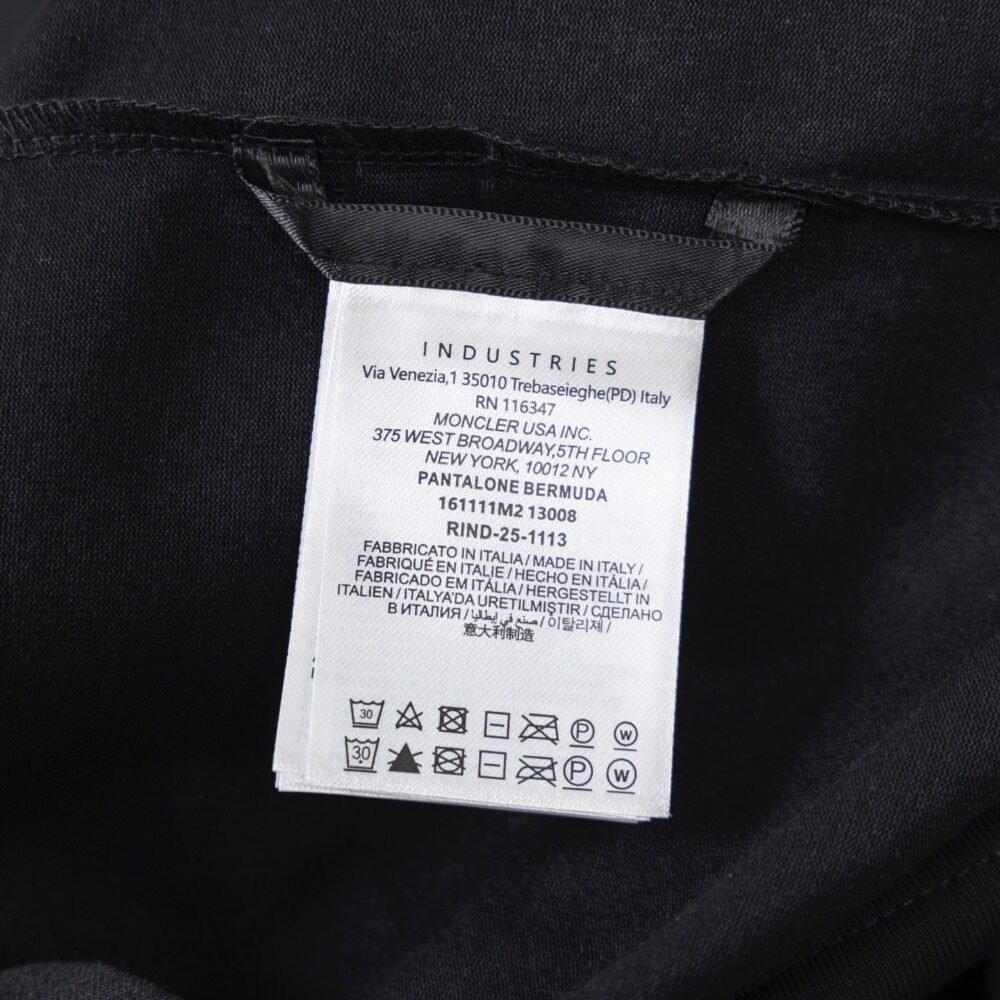 INDUSTRIES
Via Venezia,1 35010 Trebaseieghe(PD) Italy
RN 116347
MONCLER USA INC.
375 WEST BROADWAY,5TH FLOOR
NEW YORK, 10012 NY
PANTALONE BERMUDA
161111M2 13008
RIND-25-1113
FABBRICATO IN ITALIA / MADE IN ITALY /
FABRIQUÉ EN ITALIE / HECHO EN ITÁLIA /
FABRICADO EM ITÁLIA / HERGESTELLT IN
ITALIEN / ITALYA'DA URETILMIŞTIR / СДЕЛАНО
В ИТАЛИЯ / صنع في إيطاليا / 이탈리제 /
意大利制造
30 P W
30 P W